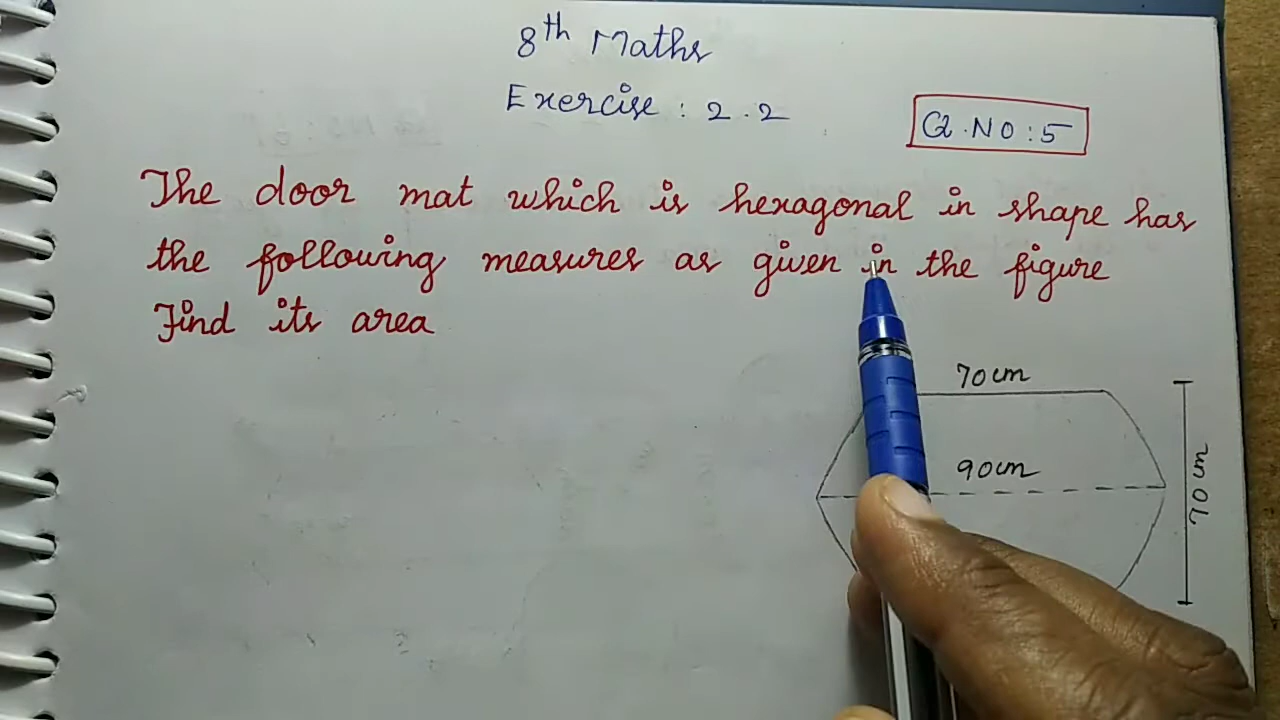 8th Maths
Exercise : 2.2
Q.NO:5
The door mat which is hexagonal in shape has
the following measures as given in the figure
Find its area
70cm
90cm
70cm